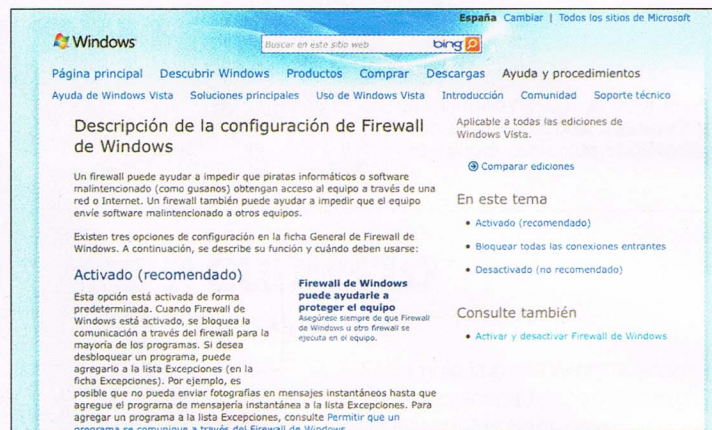 España Cambiar | Todos los sitios de Microsoft
Windows
Buscar en este sitio web
bing
Página principal Descubrir Windows Productos Comprar Descargas Ayuda y procedimientos
Ayuda de Windows Vista Soluciones principales Uso de Windows Vista Introducción Comunidad Soporte técnico
Descripción de la configuración de Firewall
de Windows
Un firewall puede ayudar a impedir que piratas informáticos o software
malintencionado (como gusanos) obtengan acceso al equipo a través de una
red o Internet. Un firewall también puede ayudar a impedir que el equipo
envíe software malintencionado a otros equipos.
Existen tres opciones de configuración en la ficha General de Firewall de
Windows. A continuación, se describe su función y cuándo deben usarse:
Activado (recomendado)
Esta opción está activada de forma
predeterminada. Cuando Firewall de
Windows está activado, se bloquea la
comunicación a través del firewall para la
mayoría de los programas. Si desea
desbloquear un programa, puede
agregarlo a la lista Excepciones (en la
ficha Excepciones). Por ejemplo, es
posible que no pueda enviar fotografías en mensajes instantáneos hasta que
agregue el programa de mensajería instantánea a la lista Excepciones. Para
agregar un programa a la lista Excepciones, consulte Permitir que un
programa se comunique a través del Firewall de Windows
Firewall de Windows
puede ayudarle a
proteger el equipo
Asegúrese siempre de que Firewall
de Windows u otro firewall se
ejecuta en el equipo.
Aplicable a todas las ediciones de
Windows Vista.
Comparar ediciones
En este tema
• Activado (recomendado)
• Bloquear todas las conexiones entrantes
• Desactivado (no recomendado)
Consulte también
• Activar y desactivar Firewall de Windows